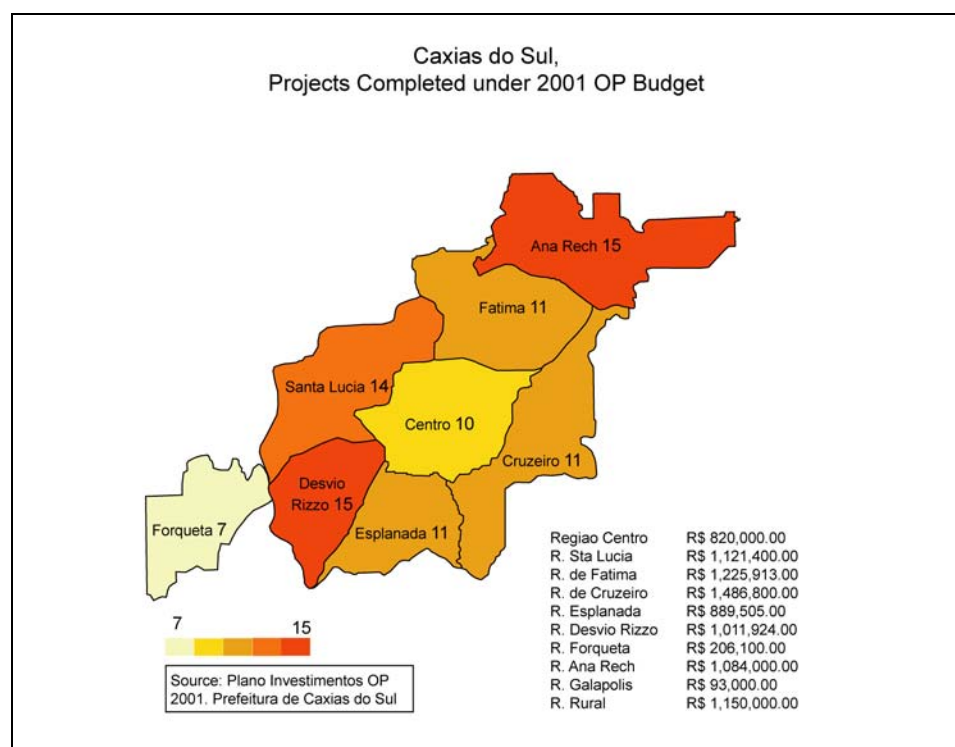 Caxias do Sul,
Projects Completed under 2001 OP Budget
Ana Rech 15
Fatima 11
Santa Lucia 14
Centro 10
Cruzeiro 11
Desvio
Rizzo 15
Forqueta 7
Esplanada 11
Regiao Centro R$ 820,000.00
R. Sta Lucia R$ 1,121,400.00
R. de Fatima R$ 1,225,913.00
R. de Cruzeiro R$ 1,486,800.00
R. Esplanada R$ 889,505.00
R. Desvio Rizzo R$ 1,011,924.00
R. Forqueta R$ 206,100.00
R. Ana Rech R$ 1,084,000.00
R. Galapolis R$ 93,000.00
R. Rural R$ 1,150,000.00
7 15
Source: Plano Investimentos OP
2001. Prefeitura de Caxias do Sul